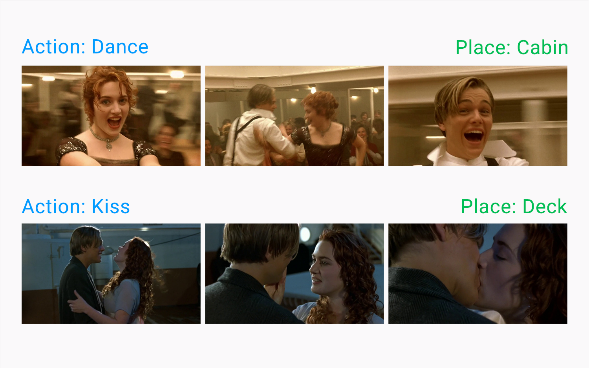 Action: Dance
Place: Cabin
Action: Kiss
Place: Deck